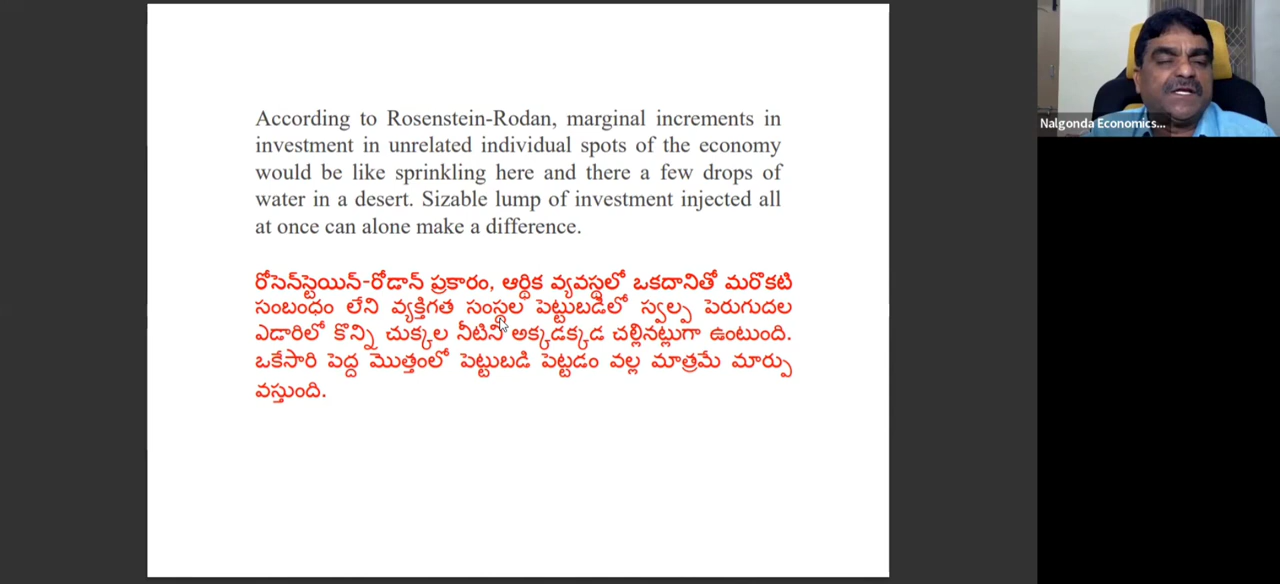 According to Rosenstein-Rodan, marginal increments in
investment in unrelated individual spots of the economy
would be like sprinkling here and there a few drops of
water in a desert. Sizable lump of investment injected all
at once can alone make a difference.
రోసెన్‌స్టెయిన్-రోడాన్ ప్రకారం, ఆర్థిక వ్యవస్థలో ఒకదానితో మరొకటి
సంబంధం లేని వ్యక్తిగత సంస్థల పెట్టుబడిలో స్వల్ప పెరుగుదల
ఎడారిలో కొన్ని చుక్కల నీటిని అక్కడక్కడ చల్లినట్లుగా ఉంటుంది.
ఒకేసారి పెద్ద మొత్తంలో పెట్టుబడి పెట్టడం వల్ల మాత్రమే మార్పు
వస్తుంది.
Nalgonda Economics...